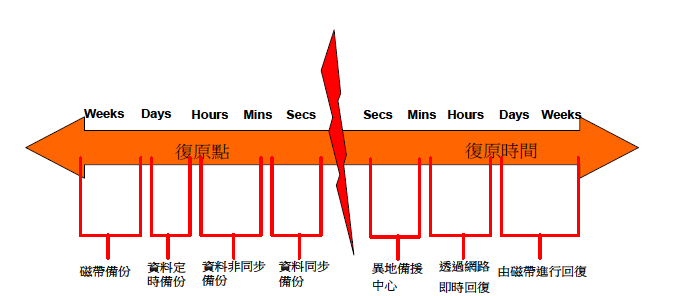 Weeks Days Hours Mins Secs Secs Mins Hours Days Weeks
復原點 復原時間
磁帶備份
資料定
時備份
資料非同步
備份
資料同步
備份
異地備援
中心
透過網路
即時回復
由磁帶進行回復